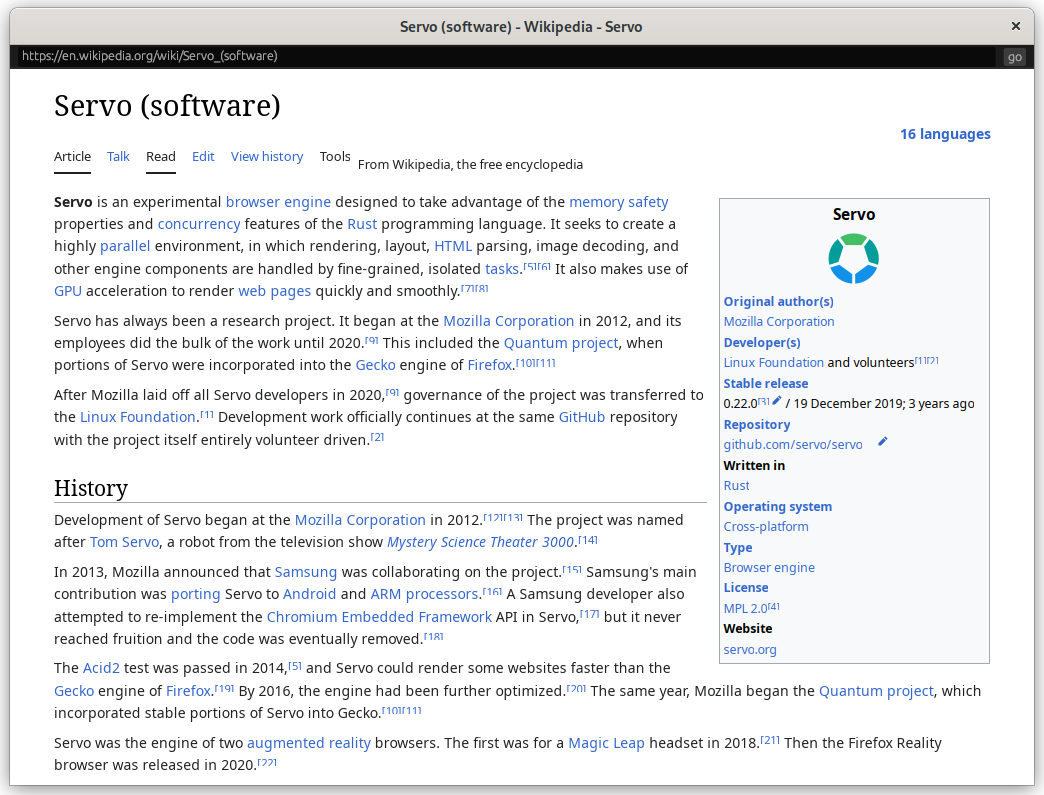 Servo (software) - Wikipedia - Servo
×
https://en.wikipedia.org/wiki/Servo_(software)
go
Servo (software)
16 languages
Article Talk Read Edit View history Tools From Wikipedia, the free encyclopedia
Servo is an experimental browser engine designed to take advantage of the memory safety
properties and concurrency features of the Rust programming language. It seeks to create a
highly parallel environment, in which rendering, layout, HTML parsing, image decoding, and
other engine components are handled by fine-grained, isolated tasks.[5][6] It also makes use of
GPU acceleration to render web pages quickly and smoothly.[7][8]
Servo has always been a research project. It began at the Mozilla Corporation in 2012, and its
employees did the bulk of the work until 2020.[9] This included the Quantum project, when
portions of Servo were incorporated into the Gecko engine of Firefox.[10][11]
After Mozilla laid off all Servo developers in 2020,[9] governance of the project was transferred to
the Linux Foundation.[1] Development work officially continues at the same GitHub repository
with the project itself entirely volunteer driven.[2]
Servo
Original author(s)
Mozilla Corporation
Developer(s)
Linux Foundation and volunteers[1][2]
Stable release
0.22.0[3] / 19 December 2019; 3 years ago
Repository
github.com/servo/servo
Written in
Rust
Operating system
Cross-platform
Type
Browser engine
License
MPL 2.0[4]
Website
servo.org
History
Development of Servo began at the Mozilla Corporation in 2012.[12][13] The project was named
after Tom Servo, a robot from the television show Mystery Science Theater 3000.[14]
In 2013, Mozilla announced that Samsung was collaborating on the project.[15] Samsung's main
contribution was porting Servo to Android and ARM processors.[16] A Samsung developer also
attempted to re-implement the Chromium Embedded Framework API in Servo,[17] but it never
reached fruition and the code was eventually removed.[18]
The Acid2 test was passed in 2014,[5] and Servo could render some websites faster than the
Gecko engine of Firefox.[19] By 2016, the engine had been further optimized.[20] The same year, Mozilla began the Quantum project, which
incorporated stable portions of Servo into Gecko.[10][11]
Servo was the engine of two augmented reality browsers. The first was for a Magic Leap headset in 2018.[21] Then the Firefox Reality
browser was released in 2020.[22]